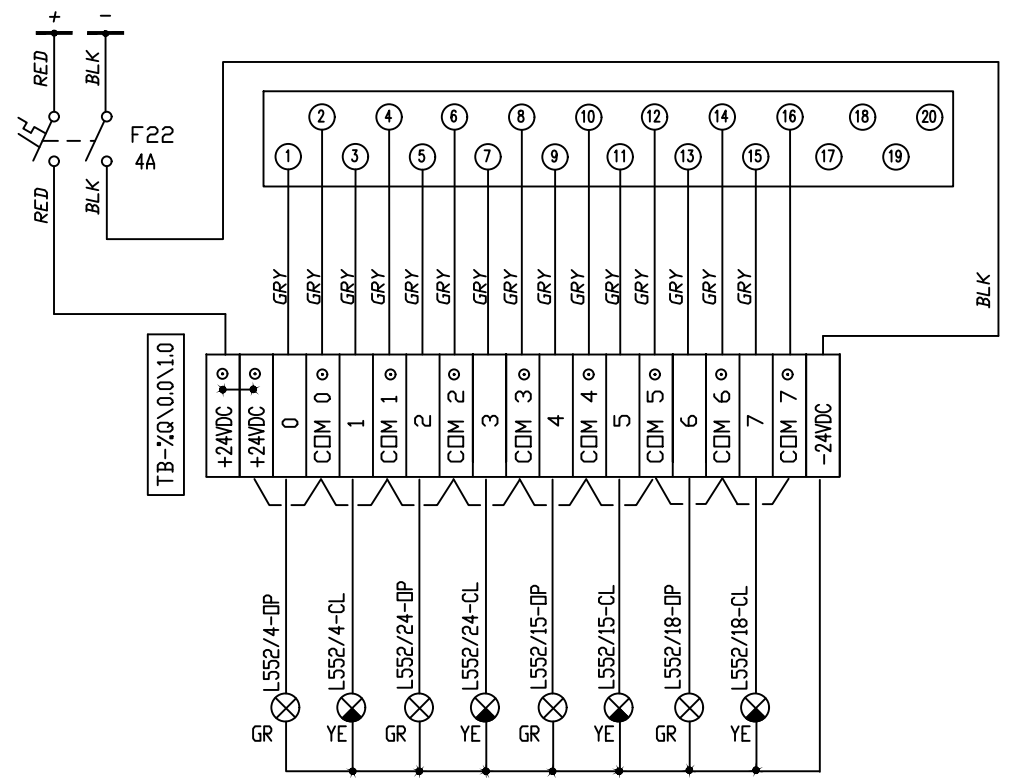 + −
RED BLK
F22
4A
RED BLK
2 4 6 8 10 12 14 16 18 20
1 3 5 7 9 11 13 15 17 19
GRY GRY GRY GRY GRY GRY GRY GRY GRY GRY GRY GRY GRY GRY GRY
BLK
TB-%Q\0.0\1.0
+24VDC
+24VDC
0
COM 0
1
COM 1
2
COM 2
3
COM 3
4
COM 4
5
COM 5
6
COM 6
7
COM 7
-24VDC
L552/4-OP
L552/4-CL
L552/24-OP
L552/24-CL
L552/15-OP
L552/15-CL
L552/18-OP
L552/18-CL
GR YE GR YE GR YE GR YE